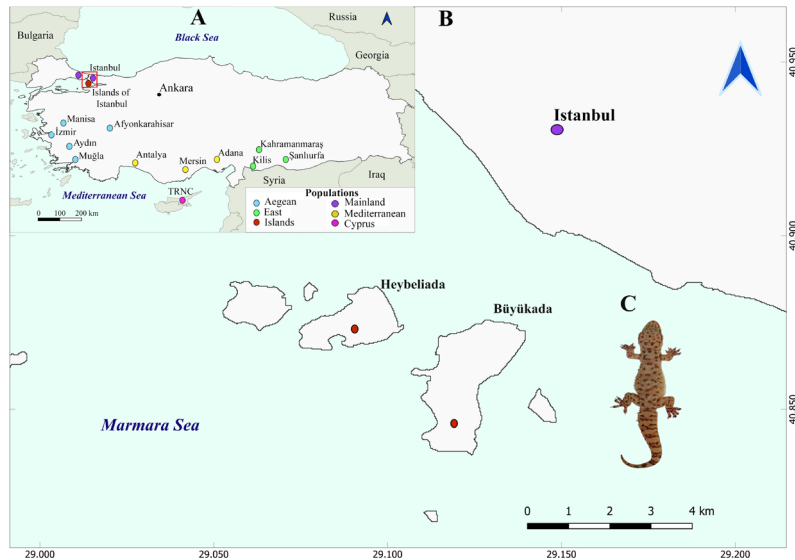 A
Russia
Bulgaria
Black Sea
Georgia
Istanbul
Ankara
Islands of
Istanbul
Manisa
Afyonkarahisar
İzmir
Aydın
Muğla
Antalya
Mersin
Adana
Kahramanmaraş
Kilis
Şanlıurfa
Iraq
Syria
TRNC
Mediterranean Sea
0 100 200 km
Populations
Aegean
East
Islands
Mainland
Mediterranean
Cyprus
B
Istanbul
Heybeliada
Büyükada
C
Marmara Sea
0 1 2 3 4 km
40.950
40.900
40.850
29.000 29.050 29.100 29.150 29.200